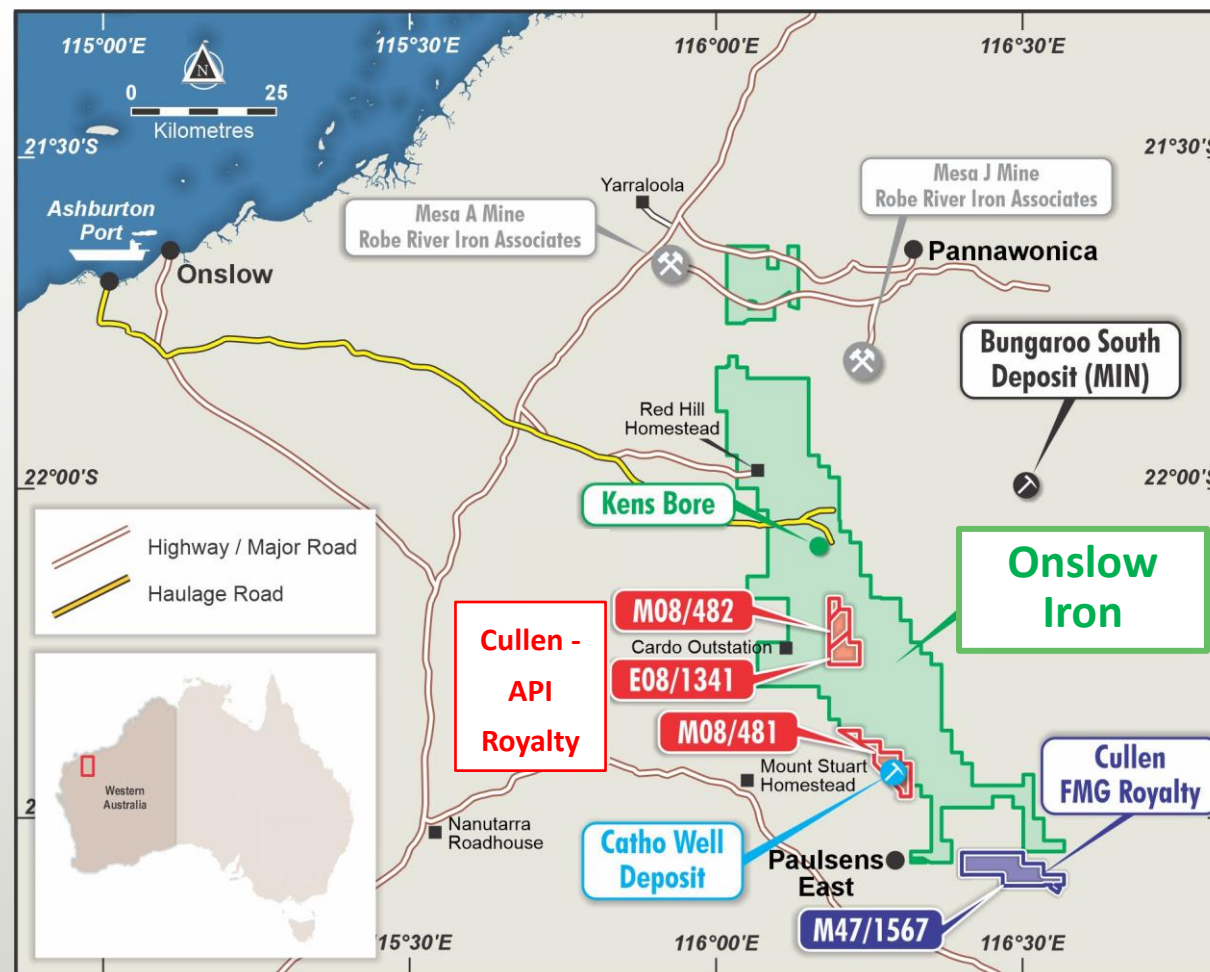 115°00'E
115°30'E
116°00'E
116°30'E
N
0
25
Kilometres
21°30'S
21°30'S
Ashburton
Port
Onslow
Yarraloola
Mesa A Mine
Robe River Iron Associates
Mesa J Mine
Robe River Iron Associates
Pannawonica
Bungaroo South
Deposit (MIN)
Red Hill
Homestead
22°00'S
22°00'S
Kens Bore
Highway / Major Road
Haulage Road
Onslow
Iron
Cullen -
API
Royalty
M08/482
Cardo Outstation
E08/1341
M08/481
Mount Stuart
Homestead
Cullen
FMG Royalty
Western
Australia
Nanutarra
Roadhouse
Catho Well
Deposit
Paulsens
East
M47/1567
115°30'E
116°00'E
116°30'E